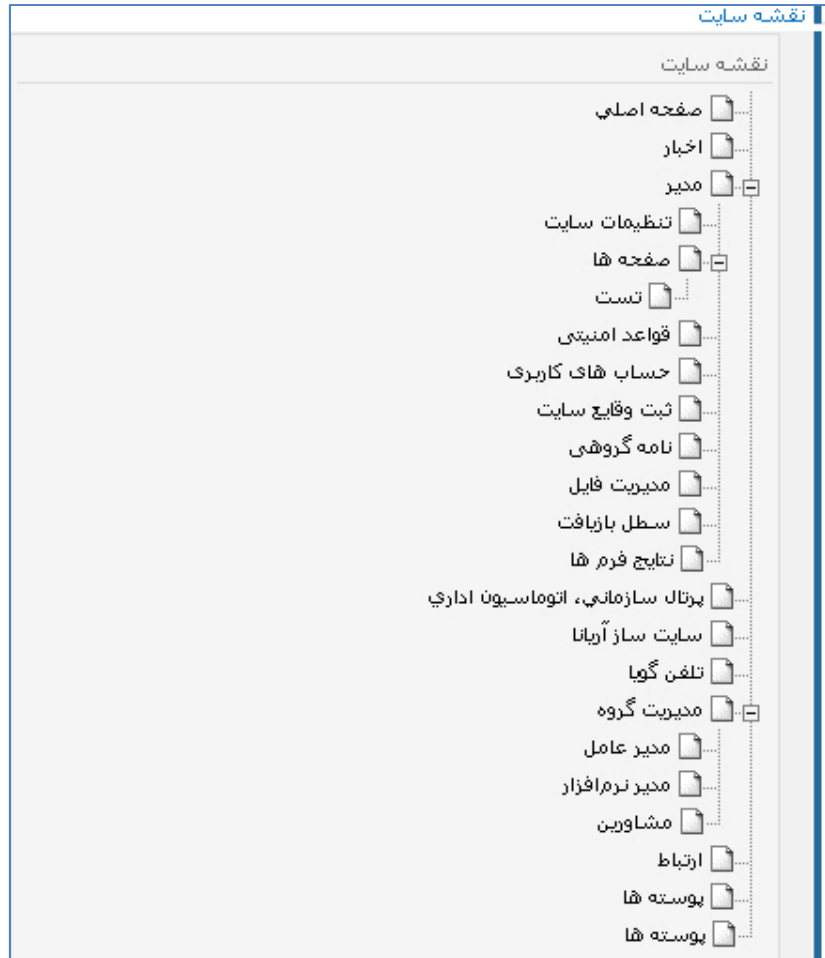 نقشه سایت
نقشه سایت
صفحه اصلي
اخبار
مدیر
تنظیمات سایت
صفحه ها
تست
قواعد امنیتی
حساب های کاربری
ثبت وقایع سایت
نامه گروهی
مدیریت فایل
سطل بازیافت
نتایج فرم ها
پرتال سازماني، اتوماسیون اداري
سایت ساز آریانا
تلفن گویا
مدیریت گروه
مدیر عامل
مدیر نرم‌افزار
مشاورین
ارتباط
پوسته ها
پوسته ها